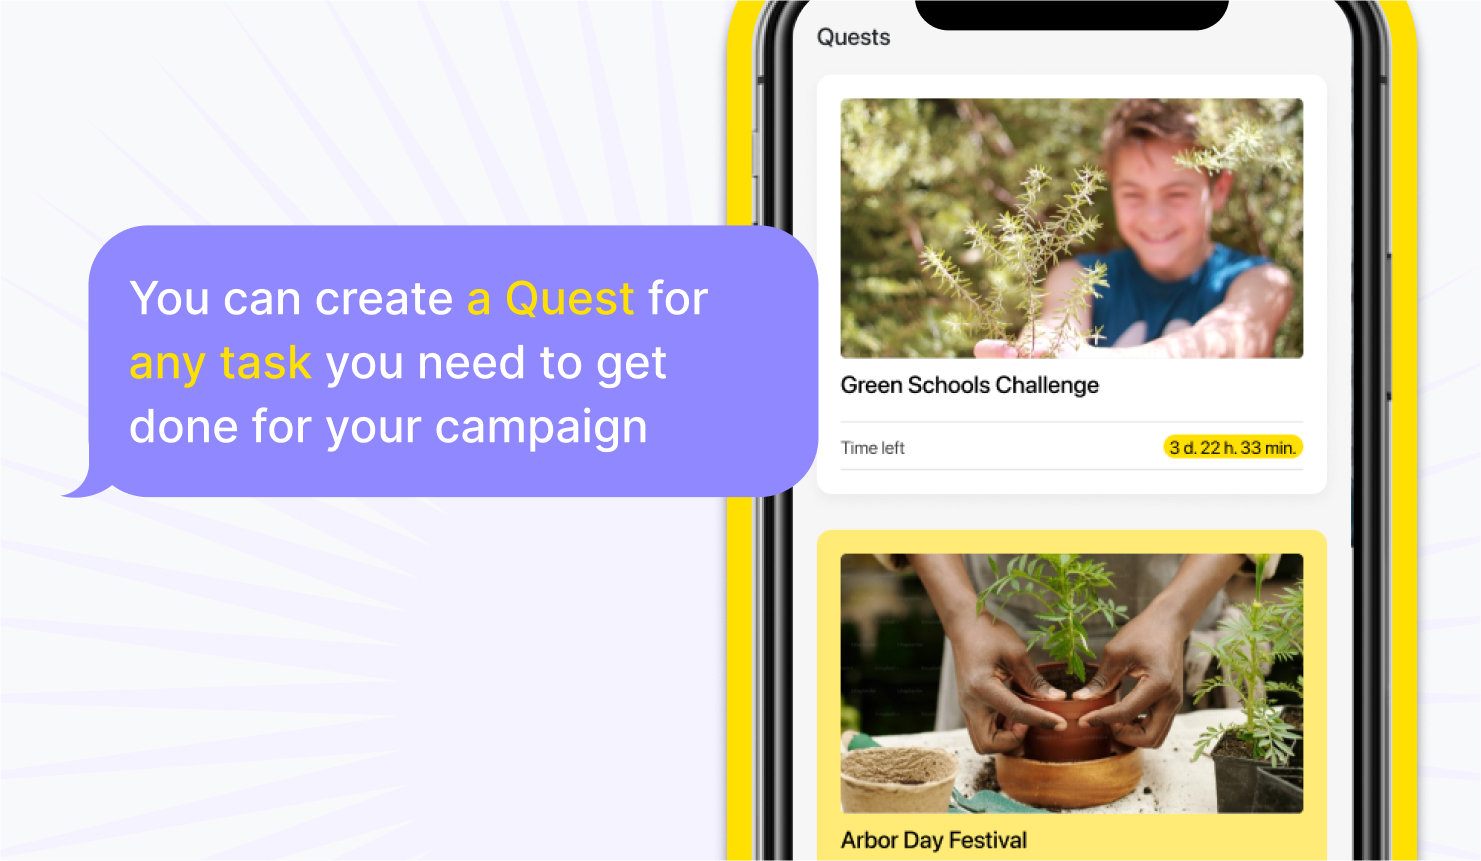 You can create a Quest for
any task you need to get
done for your campaign
Quests
Green Schools Challenge
Time left
3 d. 22 h. 33 min.
Arbor Day Festival